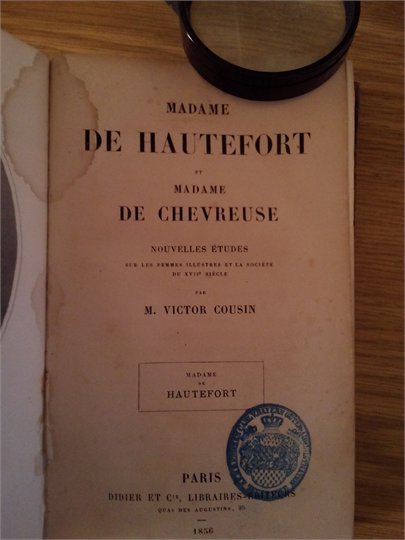 MADAME
DE HAUTEFORT
ET
MADAME
DE CHEVREUSE
NOUVELLES ÉTUDES
SUR LES FEMMES ILLUSTRES ET LA SOCIÉTÉ
DU XVIIe SIÈCLE
PAR
M. VICTOR COUSIN
MADAME
DE
HAUTEFORT
PARIS
DIDIER ET Cie, LIBRAIRES-ÉDITEURS
QUAI DES AUGUSTINS, 35
1856